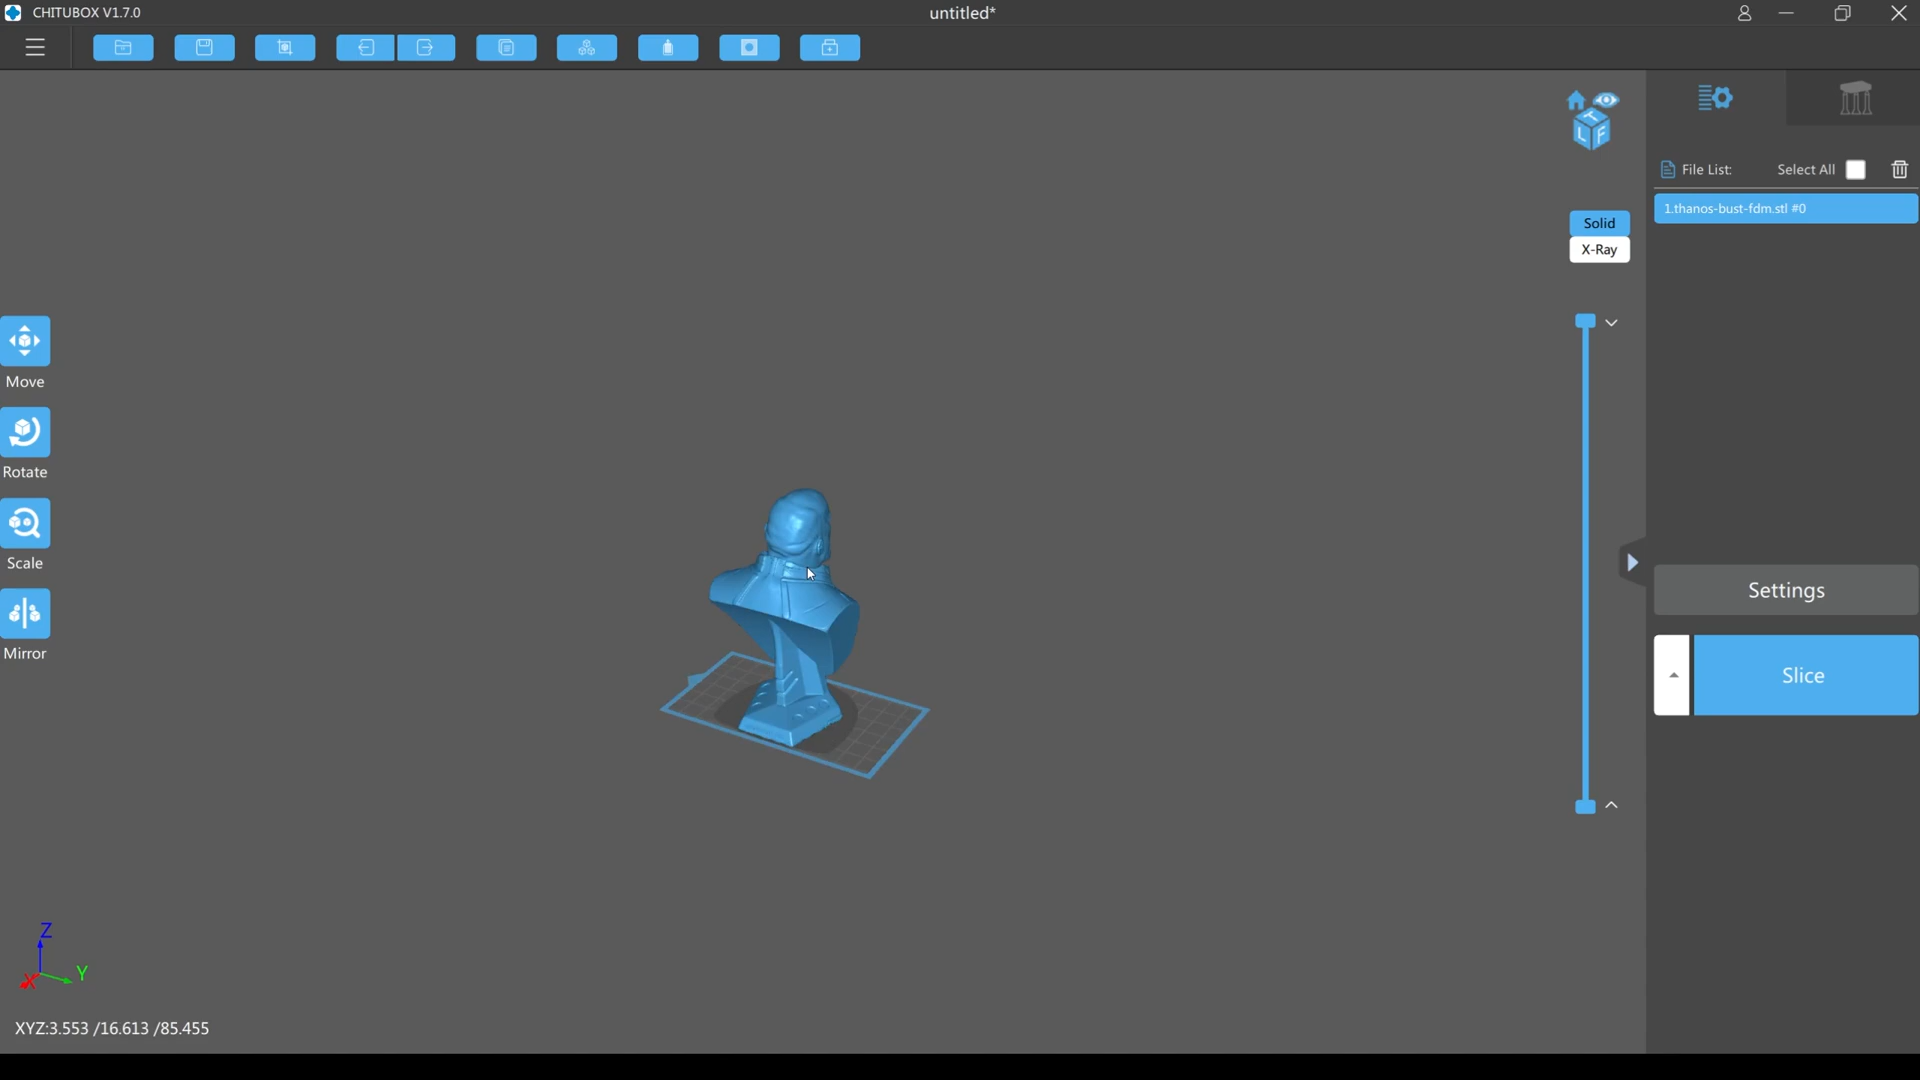 CHITUBOX V1.7.0
untitled*
T
L
F
File List:
Select All
1.thanos-bust-fdm.stl #0
Solid
X-Ray
Move
Rotate
Scale
Mirror
Settings
Slice
Z
X
Y
XYZ:3.553 /16.613 /85.455